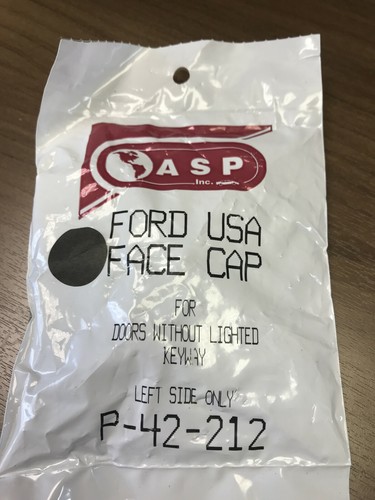 ASP
Inc.
FORD USA
FACE CAP
FOR
DOORS WITHOUT LIGHTED
KEYWAY
LEFT SIDE ONLY
P-42-212